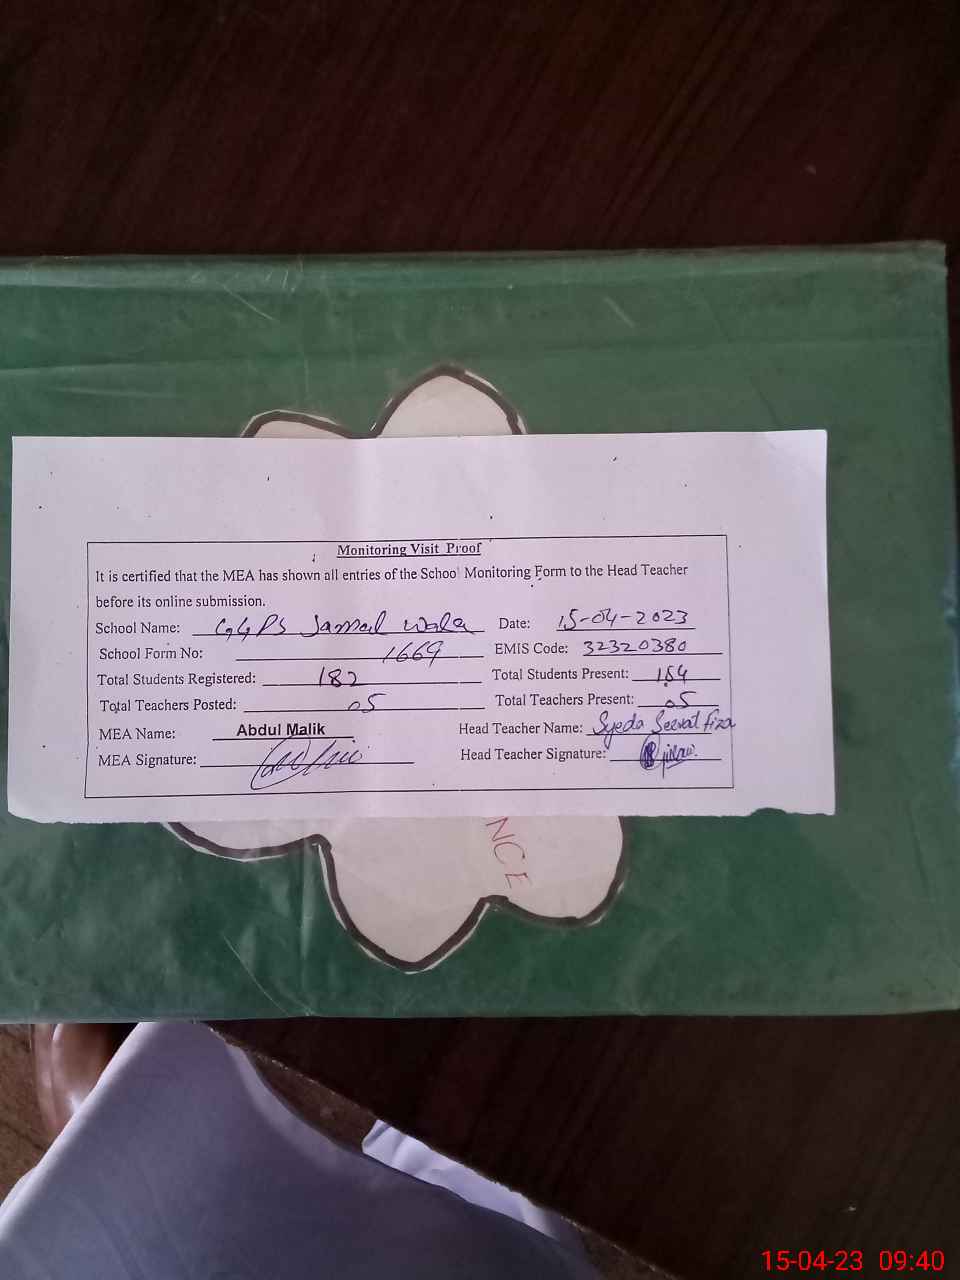 Monitoring Visit Proof
It is certified that the MEA has shown all entries of the School Monitoring Form to the Head Teacher
before its online submission.
School Name: GGPS Jamal wala Date: 15-04-2023
School Form No: 1669 EMIS Code: 32320380
Total Students Registered: 182 Total Students Present: 154
Total Teachers Posted: 05 Total Teachers Present: 05
MEA Name: Abdul Malik Head Teacher Name: Syeda Seerat fiza
MEA Signature: Head Teacher Signature:
NCE
15-04-23 09:40